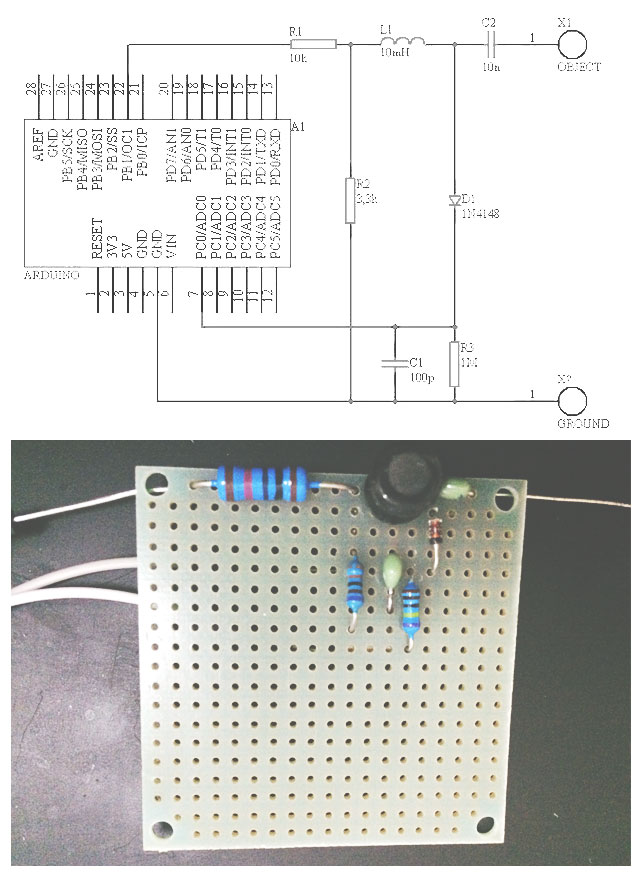 R1
10k
L1
10mH
C2
10n
1
X1
OBJECT
28
27
26
25
24
23
22
21
20
19
18
17
16
15
14
13
A1
AREF
GND
PB5/SCK
PB4/MISO
PB3/MOSI
PB2/SS
PB1/OC1
PB0/ICP
PD7/AN1
PD6/AN0
PD5/T1
PD4/T0
PD3/INT1
PD2/INT0
PD1/TXD
PD0/RXD
R2
3,3k
D1
1N4148
RESET
3V3
5V
GND
GND
VIN
PC0/ADC0
PC1/ADC1
PC2/ADC2
PC3/ADC3
PC4/ADC4
PC5/ADC5
ARDUINO
1
2
3
4
5
6
7
8
9
10
11
12
C1
100p
R3
1M
1
X2
GROUND